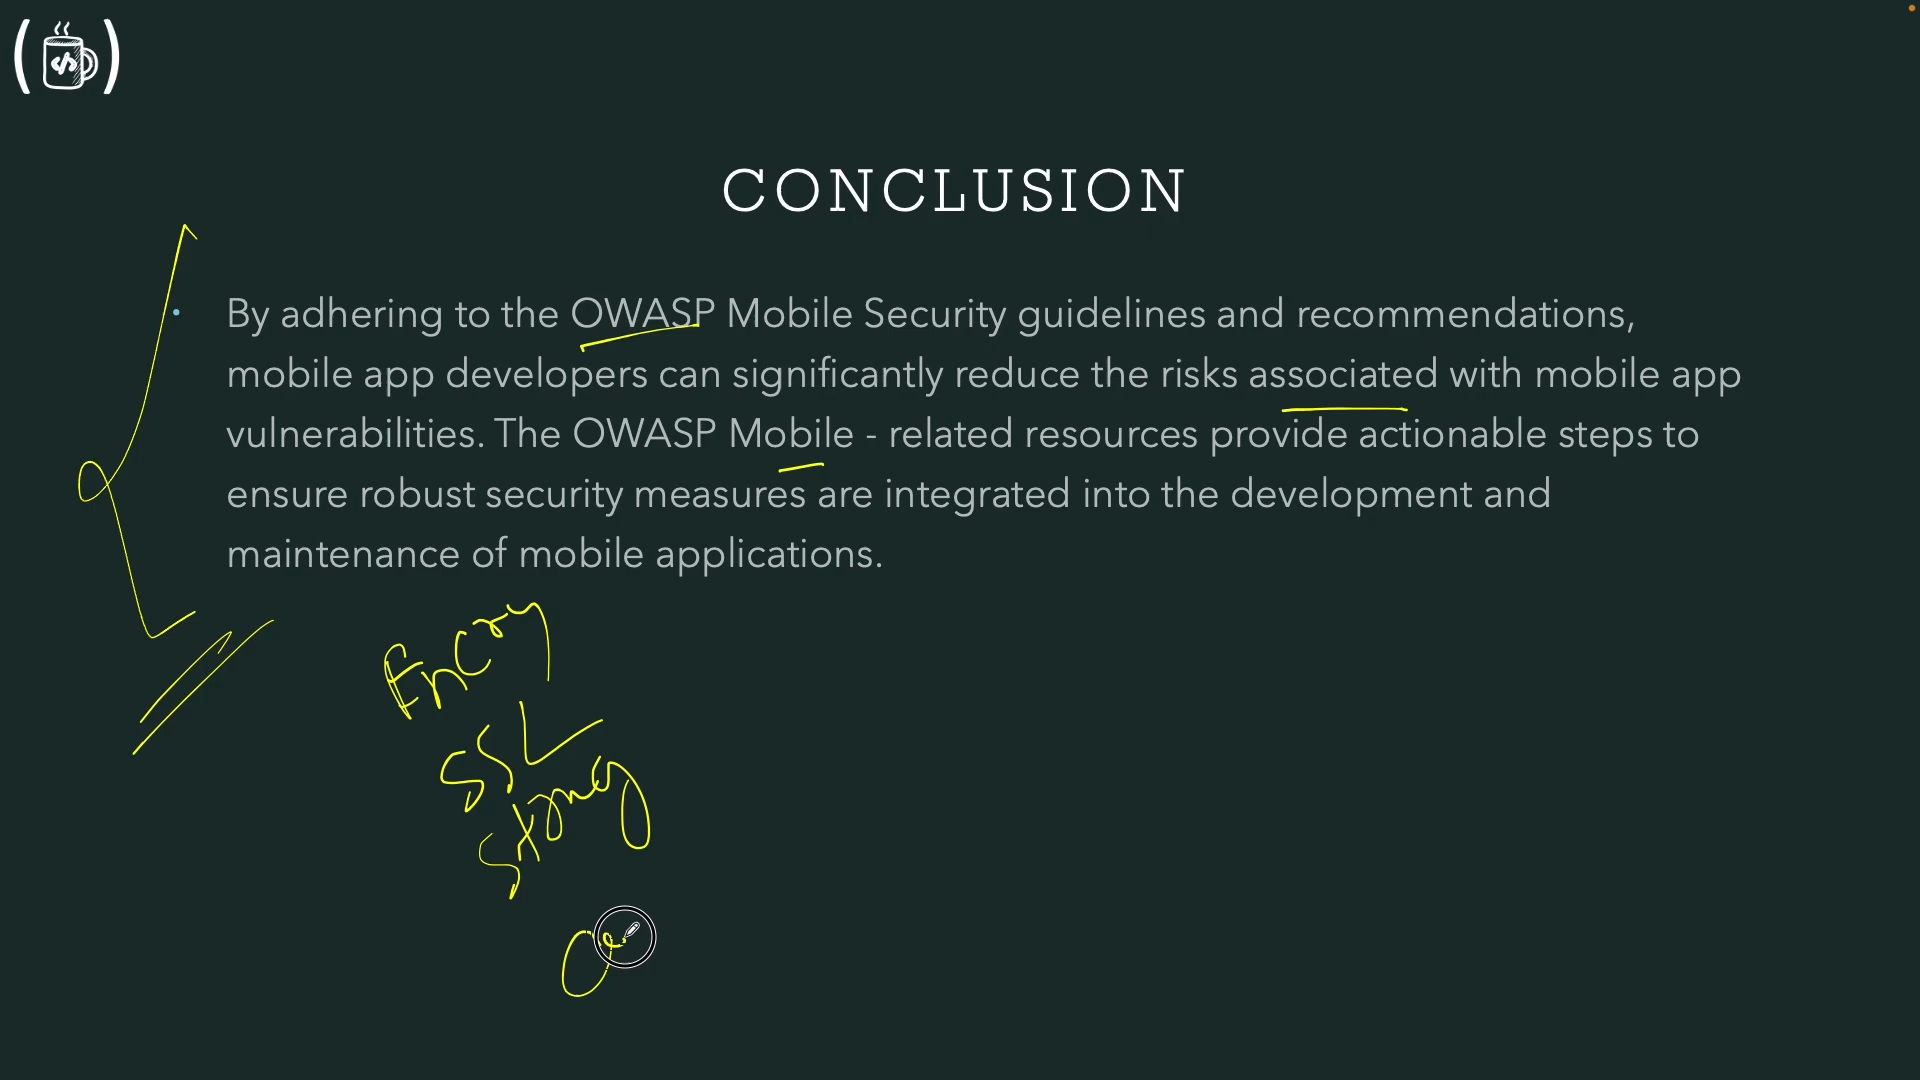 CONCLUSION
• By adhering to the OWASP Mobile Security guidelines and recommendations,
mobile app developers can significantly reduce the risks associated with mobile app
vulnerabilities. The OWASP Mobile - related resources provide actionable steps to
ensure robust security measures are integrated into the development and
maintenance of mobile applications.
Encry
SSL